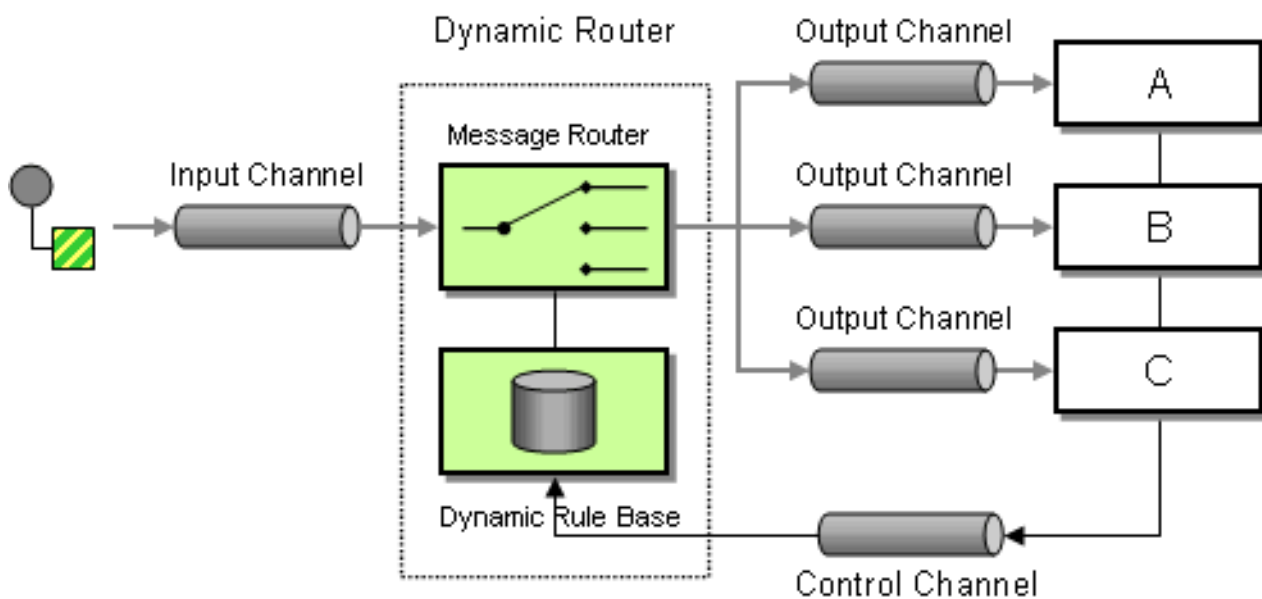 Dynamic Router
Output Channel
A
Message Router
Input Channel
Output Channel
B
Output Channel
C
Dynamic Rule Base
Control Channel